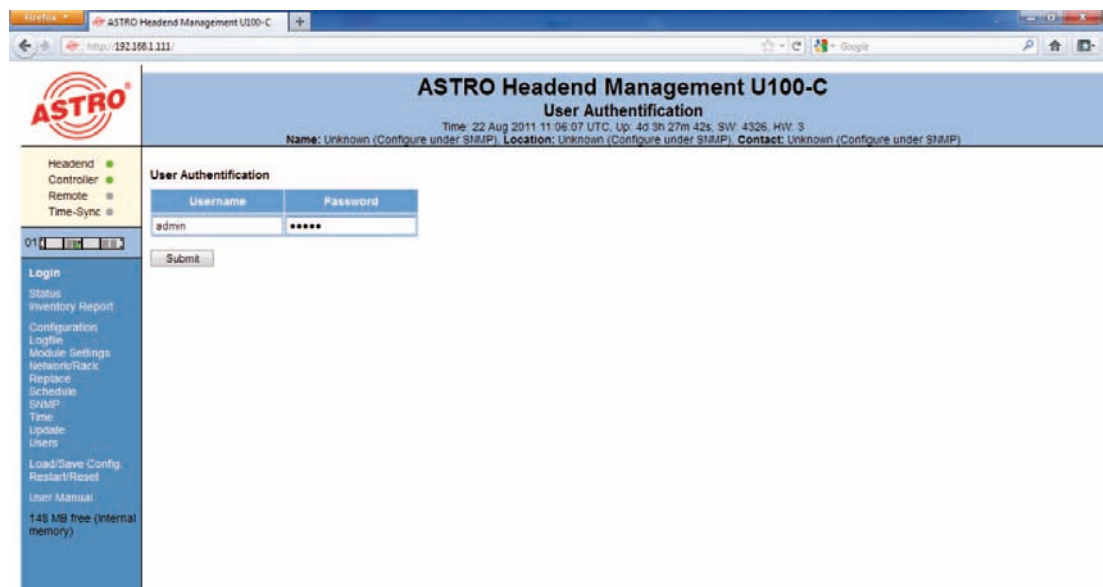 Firefox
ASTRO Headend Management U100-C
http://192.168.1.111/
Google
ASTRO
ASTRO Headend Management U100-C
User Authentification
Time: 22 Aug 2011 11:06:07 UTC, Up: 4d 3h 27m 42s, SW: 4326, HW: 3
Name: Unknown (Configure under SNMP), Location: Unknown (Configure under SNMP), Contact: Unknown (Configure under SNMP)
Headend
Controller
Remote
Time-Sync
01
User Authentification
Username Password
admin •••••
Submit
Login
Status
Inventory Report
Configuration
Logfile
Module Settings
Network/Rack
Replace
Schedule
SNMP
Time
Update
Users
Load/Save Config.
Restart/Reset
User Manual
148 MB free (internal
memory)